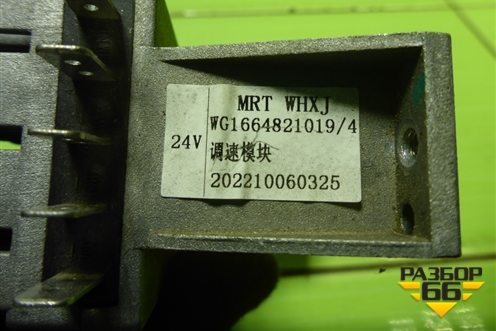 MRT WHXJ
WG1664821019/4
24V
调速模块
202210060325
РАЗБОР
66